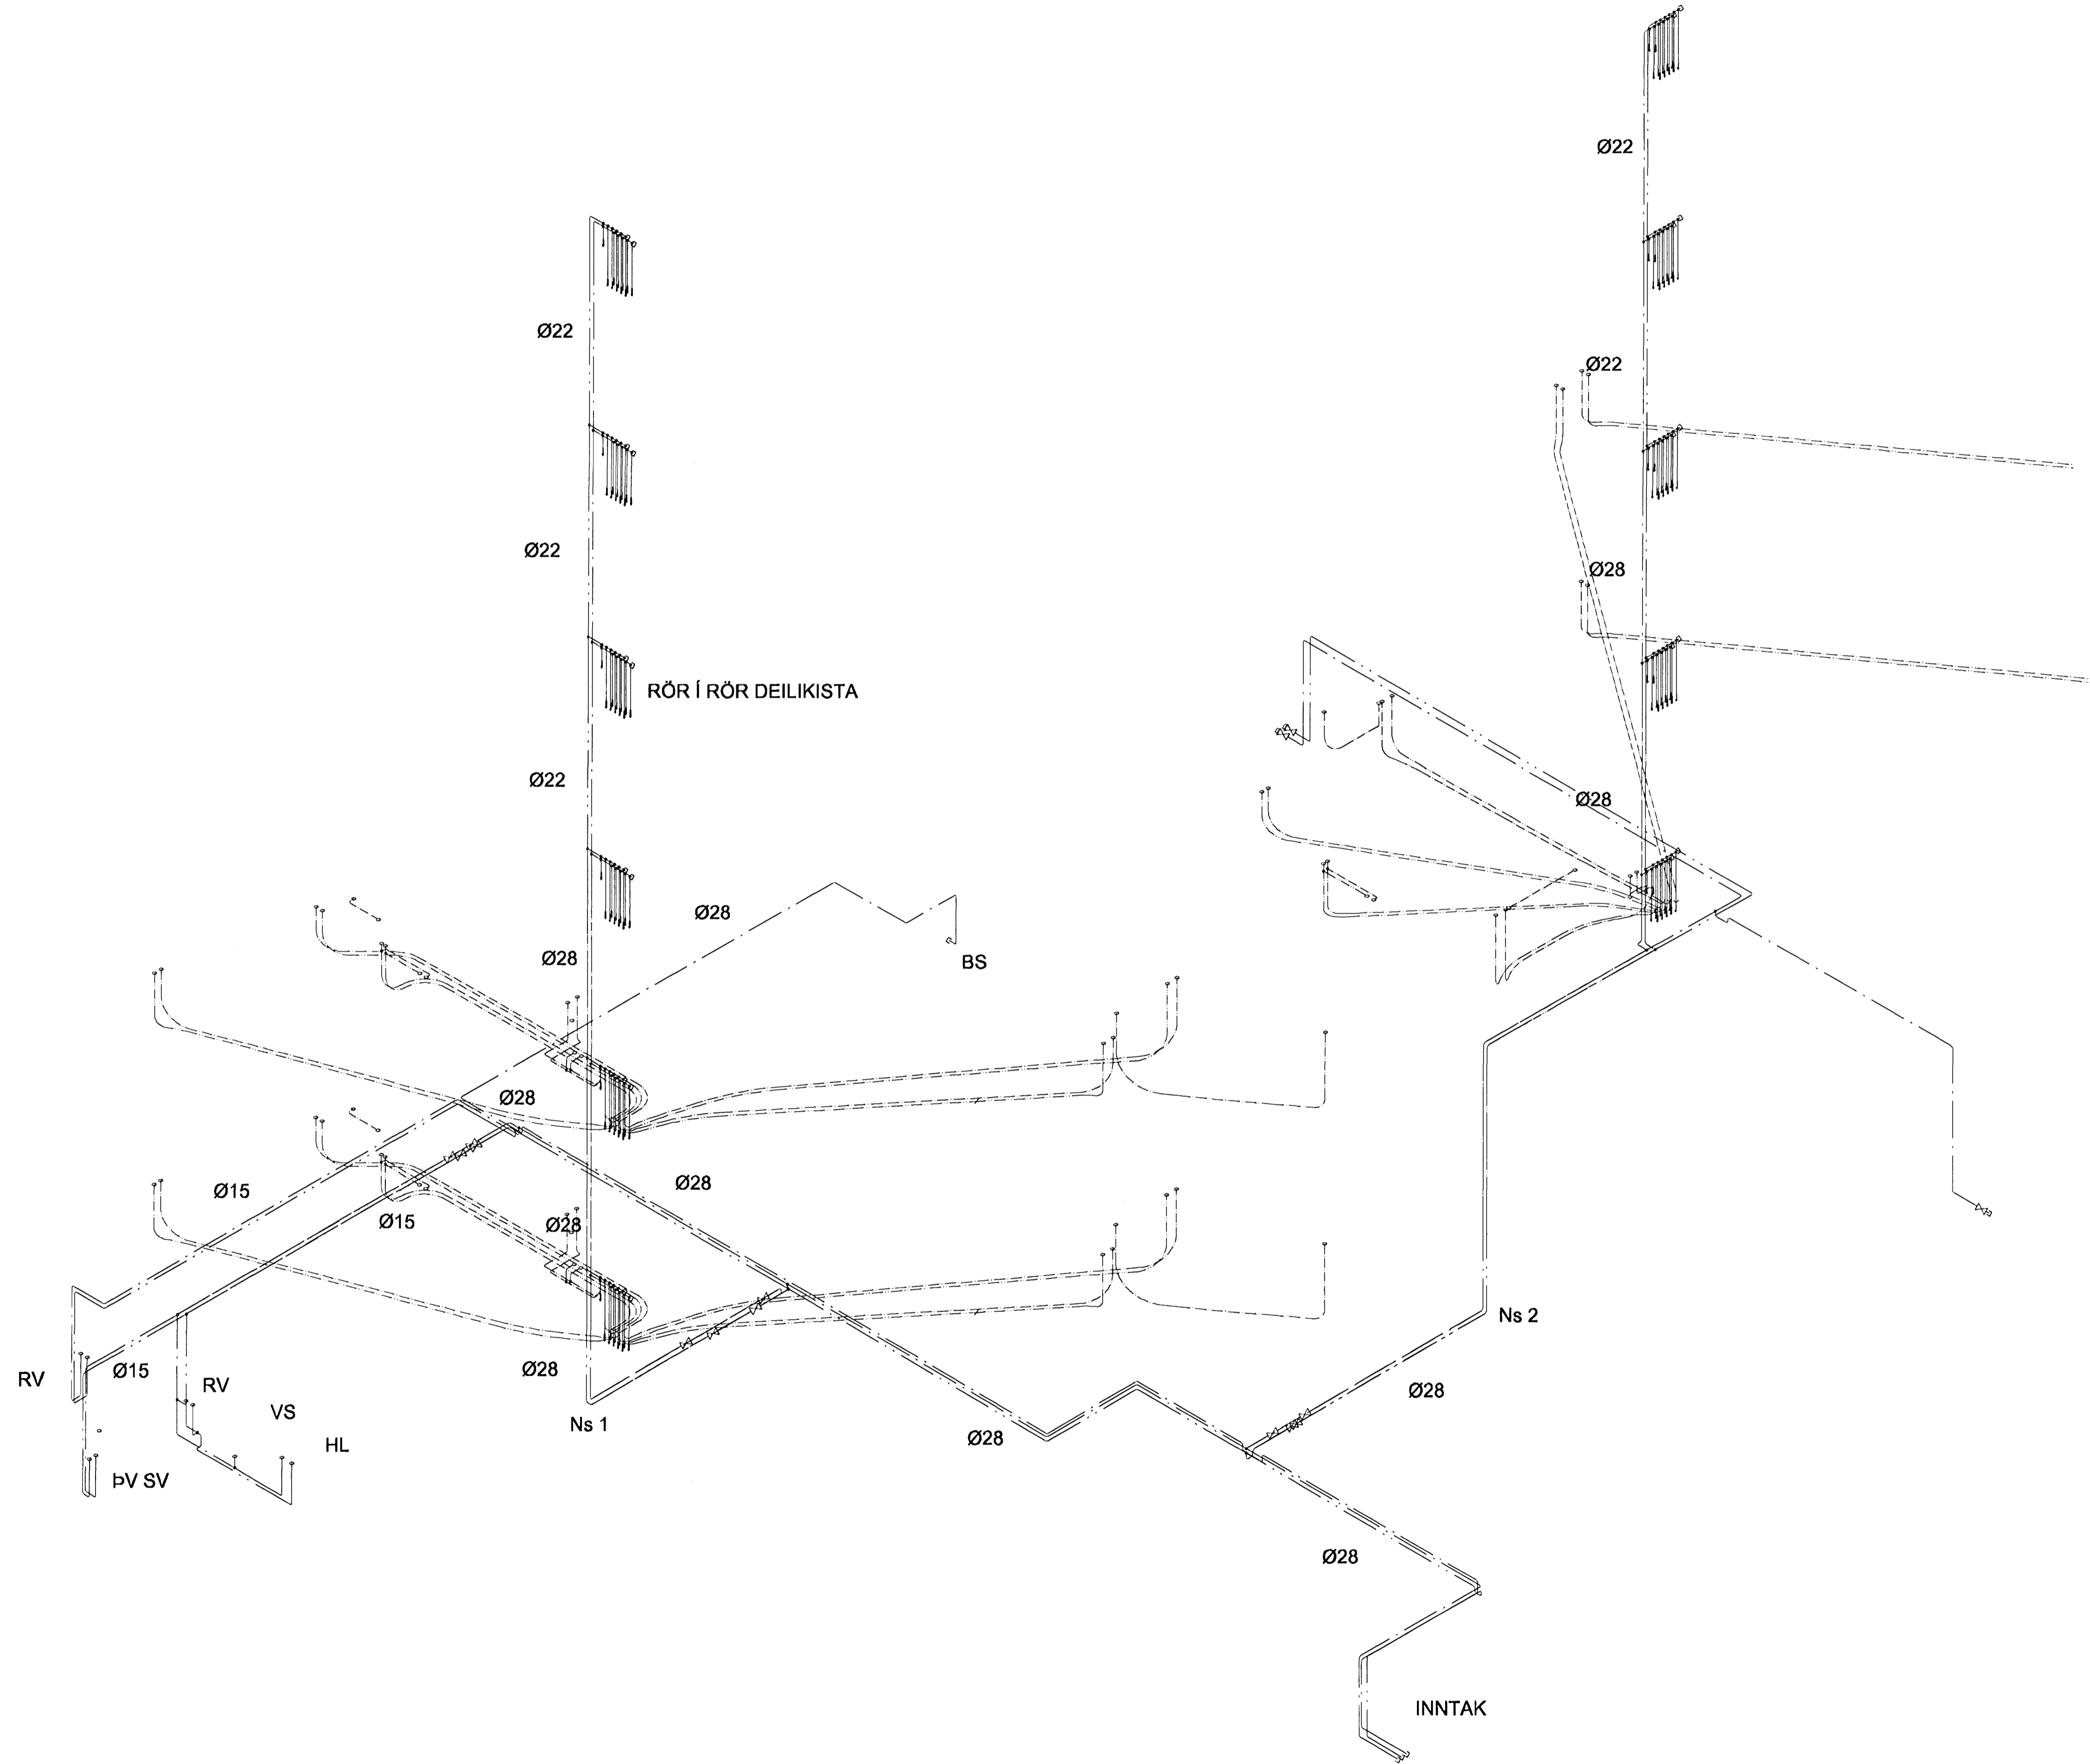 Ø22
Ø22
Ø22
Ø22
Ø28
RÖR Í RÖR DEILIKISTA
Ø22
Ø28
Ø28
Ø28
BS
Ø28
Ø28
Ø15
Ø15
Ø28
Ns 2
Ø28
RV
Ø15
RV
Ø28
VS
Ns 1
HL
Ø28
ÞV SV
Ø28
INNTAK